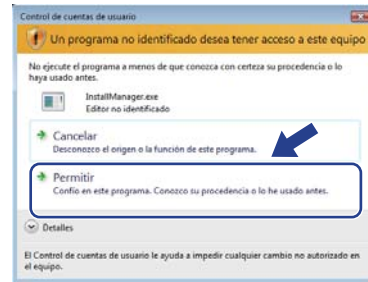 Control de cuentas de usuario
Un programa no identificado desea tener acceso a este equipo
No ejecute el programa a menos de que conozca con certeza su procedencia o lo
haya usado antes.
InstallManager.exe
Editor no identificado
Cancelar
Desconozco el origen o la función de este programa.
Permitir
Confío en este programa. Conozco su procedencia o lo he usado antes.
Detalles
El Control de cuentas de usuario le ayuda a impedir cualquier cambio no autorizado en
el equipo.